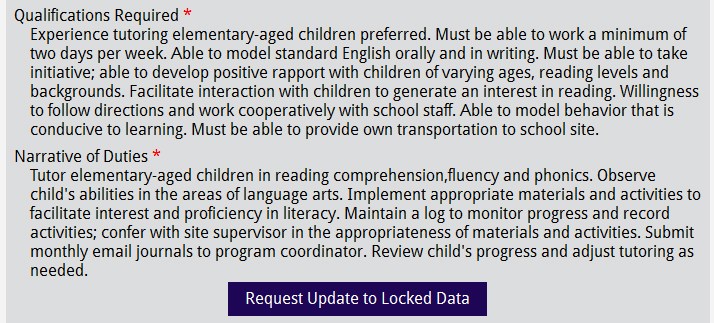 Qualifications Required *
Experience tutoring elementary-aged children preferred. Must be able to work a minimum of
two days per week. Able to model standard English orally and in writing. Must be able to take
initiative; able to develop positive rapport with children of varying ages, reading levels and
backgrounds. Facilitate interaction with children to generate an interest in reading. Willingness
to follow directions and work cooperatively with school staff. Able to model behavior that is
conducive to learning. Must be able to provide own transportation to school site.
Narrative of Duties *
Tutor elementary-aged children in reading comprehension,fluency and phonics. Observe
child's abilities in the areas of language arts. Implement appropriate materials and activities to
facilitate interest and proficiency in literacy. Maintain a log to monitor progress and record
activities; confer with site supervisor in the appropriateness of materials and activities. Submit
monthly email journals to program coordinator. Review child's progress and adjust tutoring as
needed.
Request Update to Locked Data